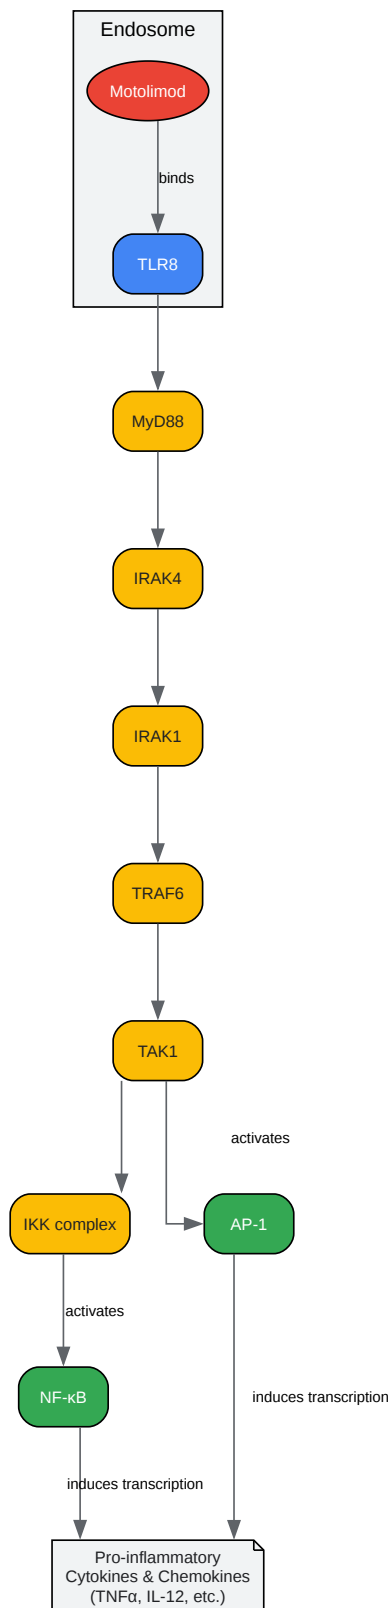 Endosome
Motolimod
binds
TLR8
MyD88
IRAK4
IRAK1
TRAF6
TAK1
activates
IKK complex
AP-1
activates
NF-κB
induces transcription
induces transcription
Pro-inflammatory
Cytokines & Chemokines
(TNFα, IL-12, etc.)